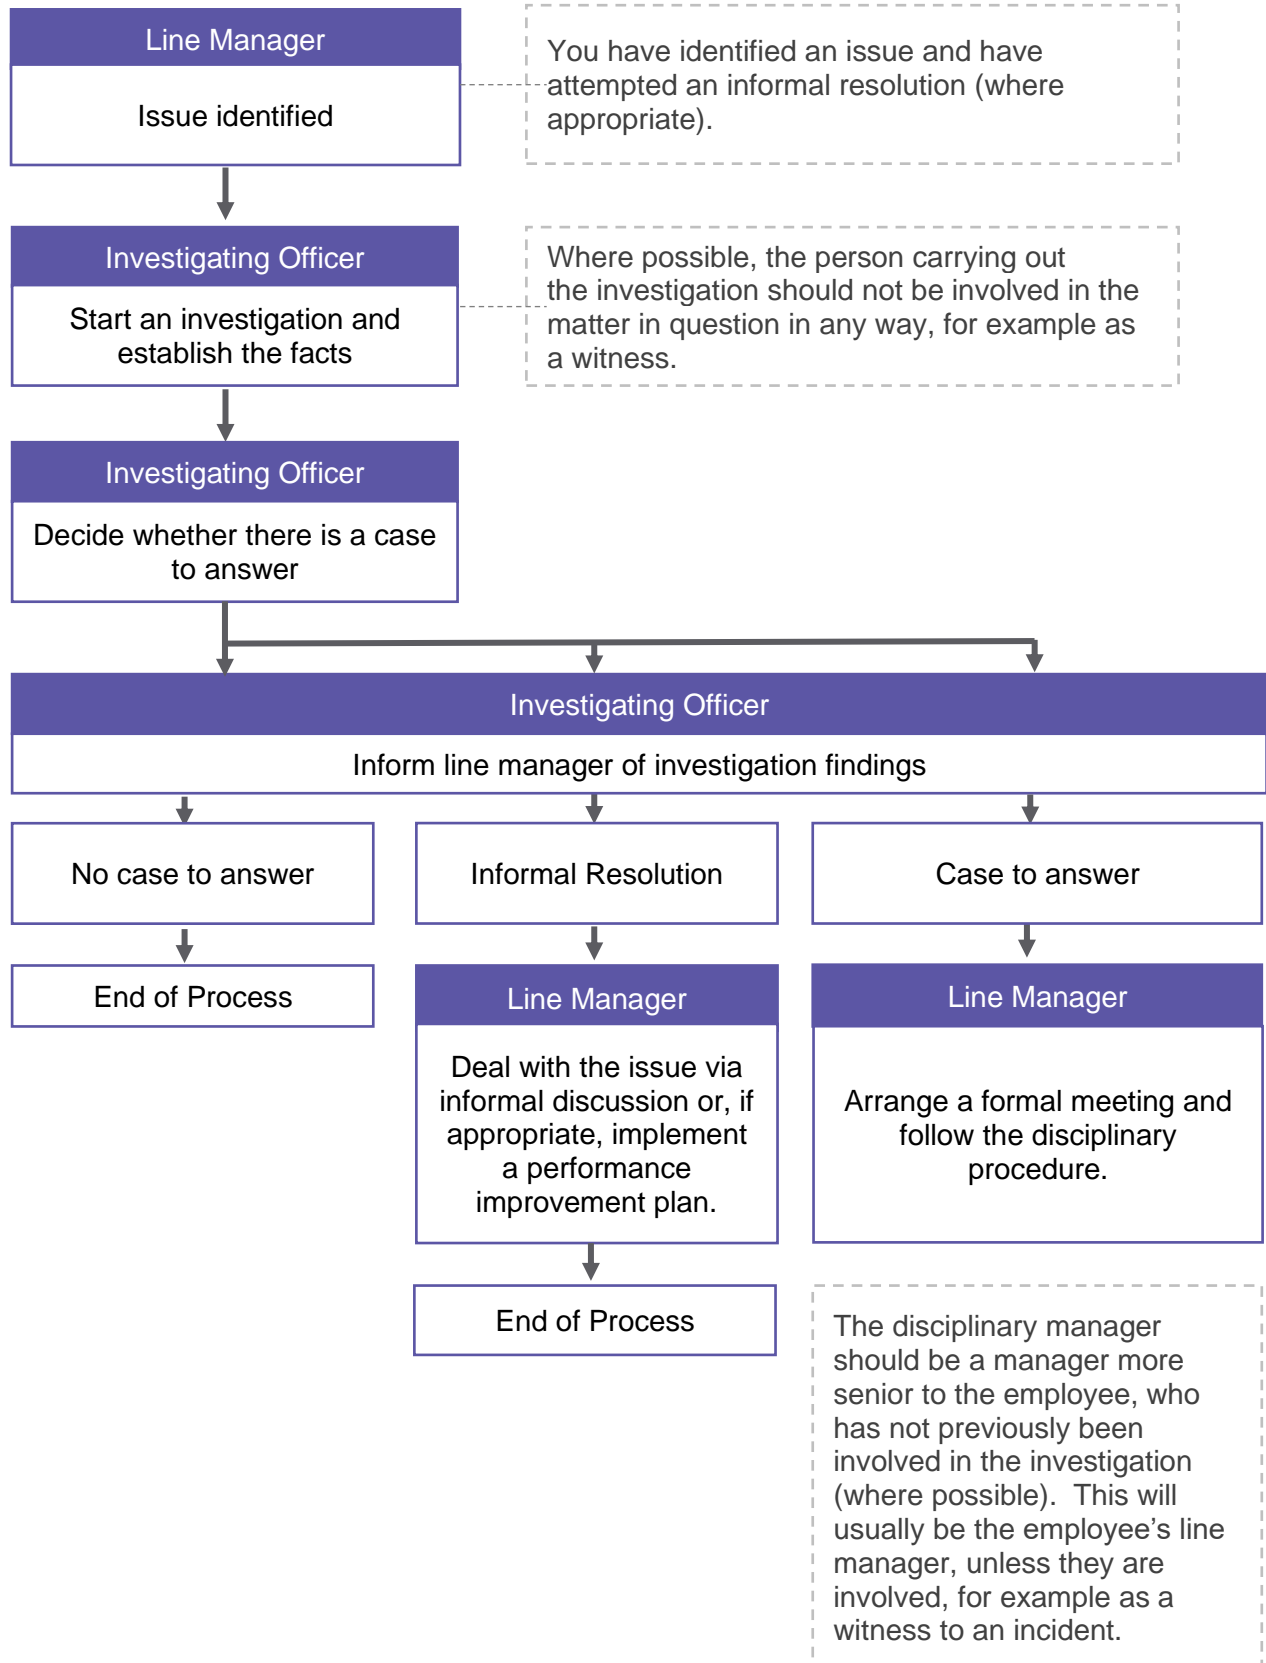 Line Manager
Issue identified
You have identified an issue and have
attempted an informal resolution (where
appropriate).
Investigating Officer
Start an investigation and
establish the facts
Where possible, the person carrying out
the investigation should not be involved in the
matter in question in any way, for example as
a witness.
Investigating Officer
Decide whether there is a case
to answer
Investigating Officer
Inform line manager of investigation findings
No case to answer
Informal Resolution
Case to answer
End of Process
Line Manager
Deal with the issue via
informal discussion or, if
appropriate, implement
a performance
improvement plan.
Line Manager
Arrange a formal meeting and
follow the disciplinary
procedure.
End of Process
The disciplinary manager
should be a manager more
senior to the employee, who
has not previously been
involved in the investigation
(where possible).  This will
usually be the employee’s line
manager, unless they are
involved, for example as a
witness to an incident.